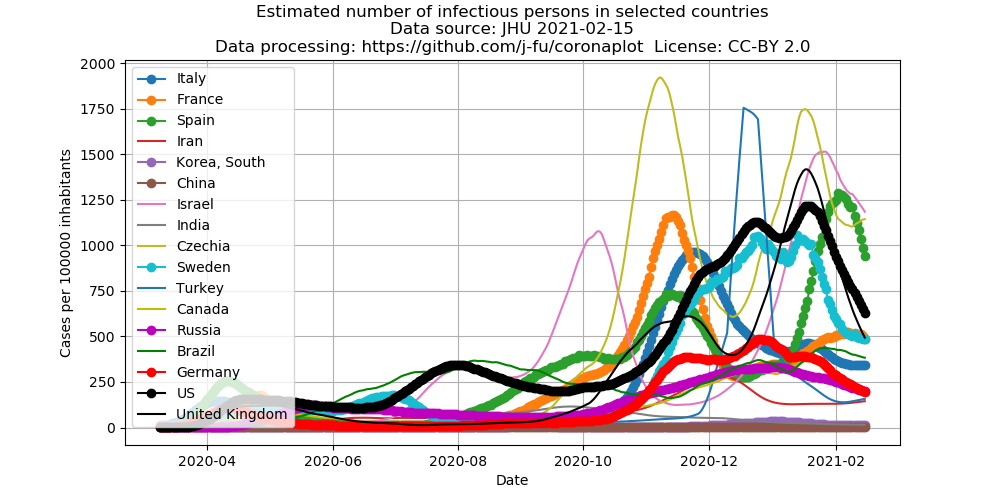 Estimated number of infectious persons in selected countries
Data source: JHU 2021-02-15
Data processing: https://github.com/j-fu/coronaplot  License: CC-BY 2.0
Cases per 100000 inhabitants
2000
1750
1500
1250
1000
750
500
250
0
Italy
France
Spain
Iran
Korea, South
China
Israel
India
Czechia
Sweden
Turkey
Canada
Russia
Brazil
Germany
US
United Kingdom
2020-04
2020-06
2020-08
2020-10
2020-12
2021-02
Date